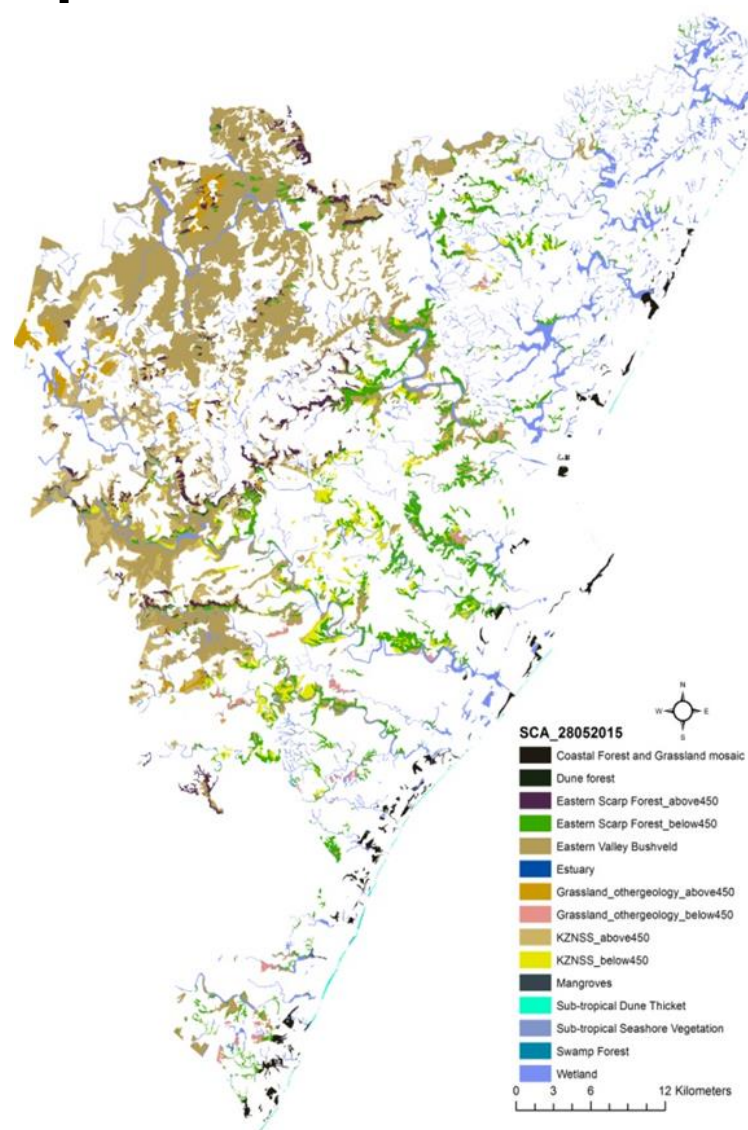 N
W E
S
SCA_28052015
Coastal Forest and Grassland mosaic
Dune forest
Eastern Scarp Forest_above450
Eastern Scarp Forest_below450
Eastern Valley Bushveld
Estuary
Grassland_othergeology_above450
Grassland_othergeology_below450
KZNSS_above450
KZNSS_below450
Mangroves
Sub-tropical Dune Thicket
Sub-tropical Seashore Vegetation
Swamp Forest
Wetland
0 3 6 12 Kilometers